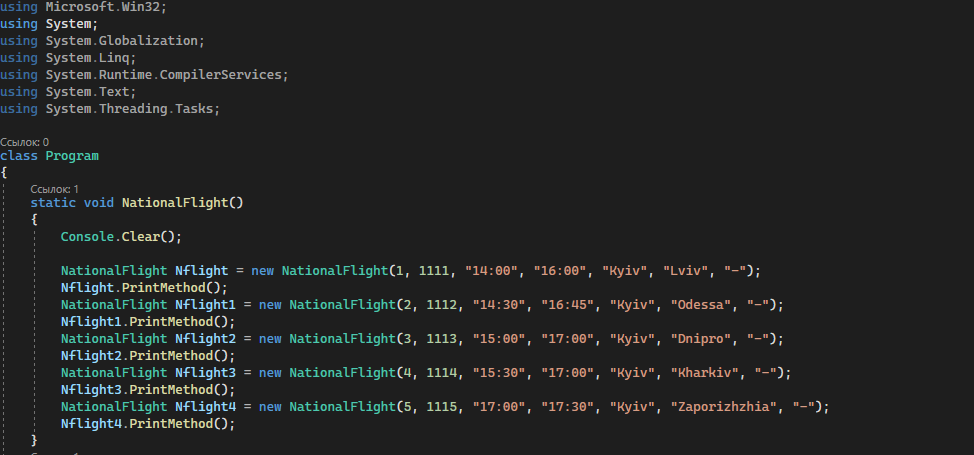 using Microsoft.Win32;
using System;
using System.Globalization;
using System.Linq;
using System.Runtime.CompilerServices;
using System.Text;
using System.Threading.Tasks;
Ссылок: 0
class Program
{
Ссылок: 1
static void NationalFlight()
{
Console.Clear();
NationalFlight Nflight = new NationalFlight(1, 1111, "14:00", "16:00", "Kyiv", "Lviv", "-");
Nflight.PrintMethod();
NationalFlight Nflight1 = new NationalFlight(2, 1112, "14:30", "16:45", "Kyiv", "Odessa", "-");
Nflight1.PrintMethod();
NationalFlight Nflight2 = new NationalFlight(3, 1113, "15:00", "17:00", "Kyiv", "Dnipro", "-");
Nflight2.PrintMethod();
NationalFlight Nflight3 = new NationalFlight(4, 1114, "15:30", "17:00", "Kyiv", "Kharkiv", "-");
Nflight3.PrintMethod();
NationalFlight Nflight4 = new NationalFlight(5, 1115, "17:00", "17:30", "Kyiv", "Zaporizhzhia", "-");
Nflight4.PrintMethod();
}